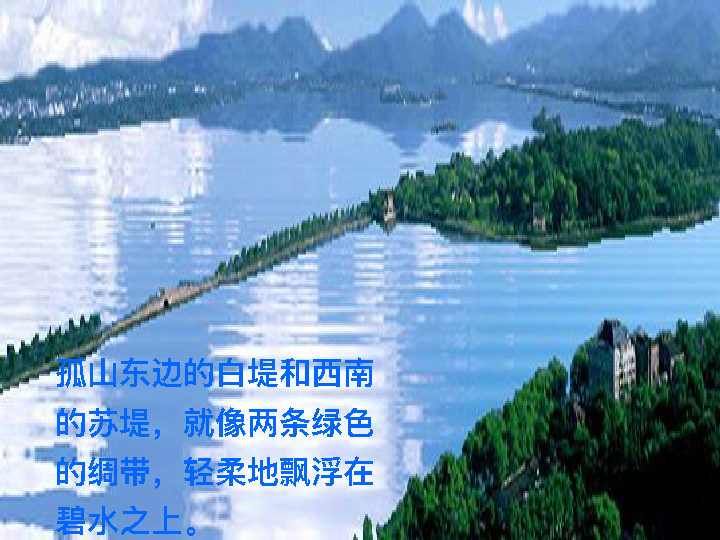 孤山东边的白堤和西南
的苏堤，就像两条绿色
的绸带，轻柔地飘浮在
碧水之上。